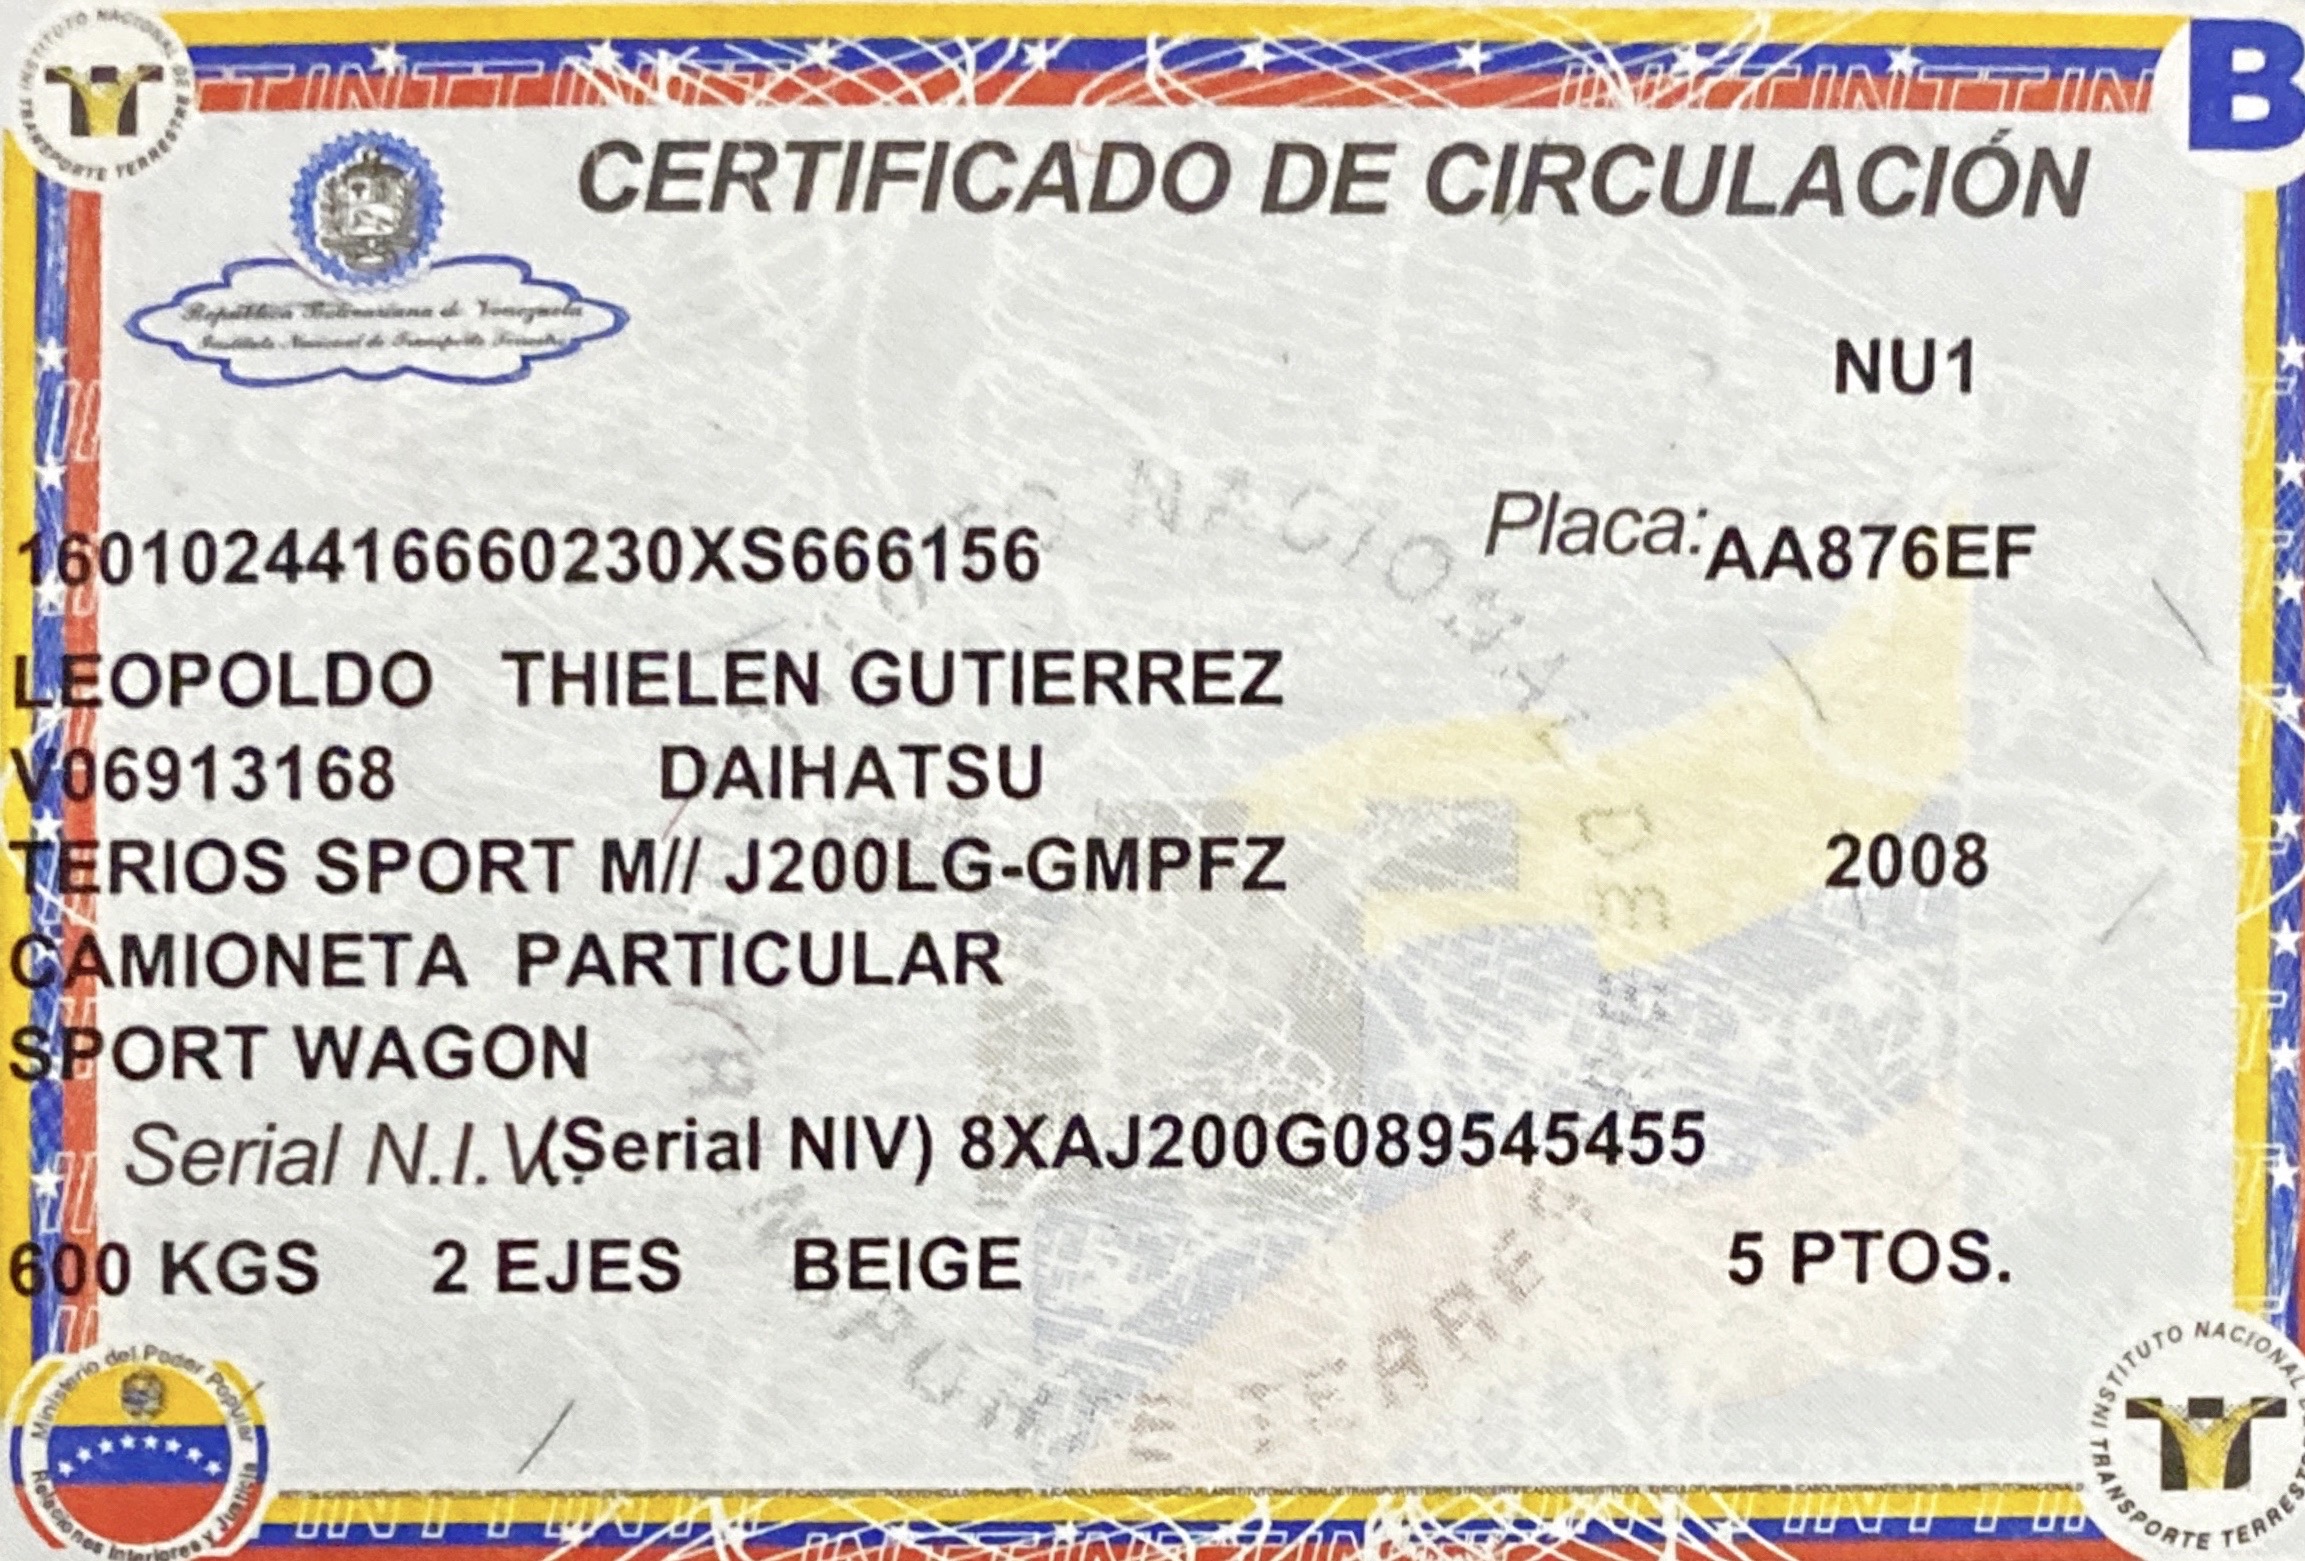 INSTITUTO NACIONAL DE TRANSPORTE TERRESTRE
B
CERTIFICADO DE CIRCULACIÓN
República Bolivariana de Venezuela
Instituto Nacional de Transporte Terrestre
NU1
1601024416660230XS666156
Placa: AA876EF
LEOPOLDO THIELEN GUTIERREZ
V06913168 DAIHATSU
TERIOS SPORT M// J200LG-GMPFZ 2008
CAMIONETA PARTICULAR
SPORT WAGON
Serial N.I.V.: (Serial NIV) 8XAJ200G089545455
600 KGS 2 EJES BEIGE 5 PTOS.
Ministerio del Poder Popular
Relaciones Interiores y Justicia
INSTITUTO NACIONAL DE TRANSPORTE TERRESTRE